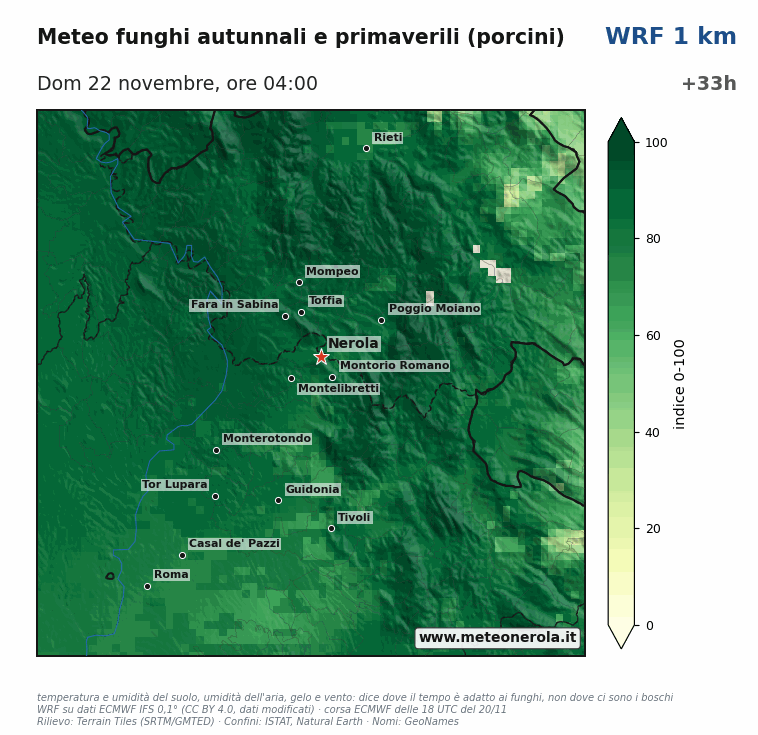 Meteo funghi autunnali e primaverili (porcini)
WRF 1 km
Dom 22 novembre, ore 04:00
+33h
Rieti
Mompeo
Toffia
Fara in Sabina
Poggio Moiano
Nerola
Montorio Romano
Montelibretti
Monterotondo
Tor Lupara
Guidonia
Tivoli
Casal de' Pazzi
Roma
www.meteonerola.it
100
80
60
40
20
0
indice 0-100
temperatura e umidità del suolo, umidità dell'aria, gelo e vento: dice dove il tempo è adatto ai funghi, non dove ci sono i boschi
WRF su dati ECMWF IFS 0,1° (CC BY 4.0, dati modificati) · corsa ECMWF delle 18 UTC del 20/11
Rilievo: Terrain Tiles (SRTM/GMTED) · Confini: ISTAT, Natural Earth · Nomi: GeoNames